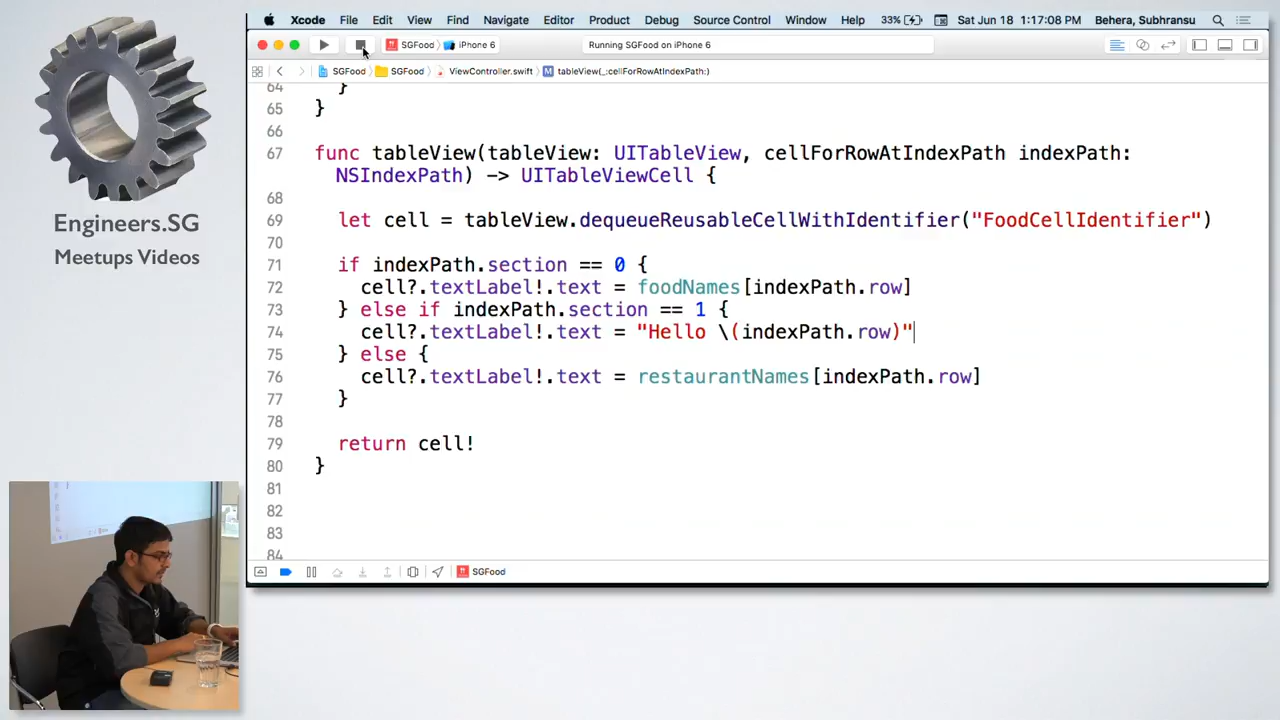 Xcode File Edit View Find Navigate Editor Product Debug Source Control Window Help 33% Sat Jun 18 1:17:08 PM Behera, Subhransu
SGFood iPhone 6 Running SGFood on iPhone 6
SGFood SGFood ViewController.swift M tableView(_:cellForRowAtIndexPath:)
64 }
65 }
66
67 func tableView(tableView: UITableView, cellForRowAtIndexPath indexPath:
NSIndexPath) -> UITableViewCell {
68
69 let cell = tableView.dequeueReusableCellWithIdentifier("FoodCellIdentifier")
70
71 if indexPath.section == 0 {
72 cell?.textLabel!.text = foodNames[indexPath.row]
73 } else if indexPath.section == 1 {
74 cell?.textLabel!.text = "Hello \(indexPath.row)"
75 } else {
76 cell?.textLabel!.text = restaurantNames[indexPath.row]
77 }
78
79 return cell!
80 }
81
82
83
84
SGFood
Engineers.SG
Meetups Videos